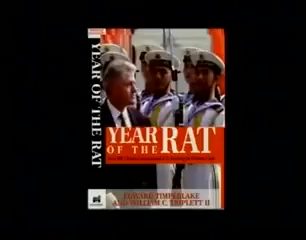 YEAR OF THE RAT
YEAR
OF THE
RAT
EDWARD TIMPERLAKE
AND WILLIAM C. TRIPLETT II